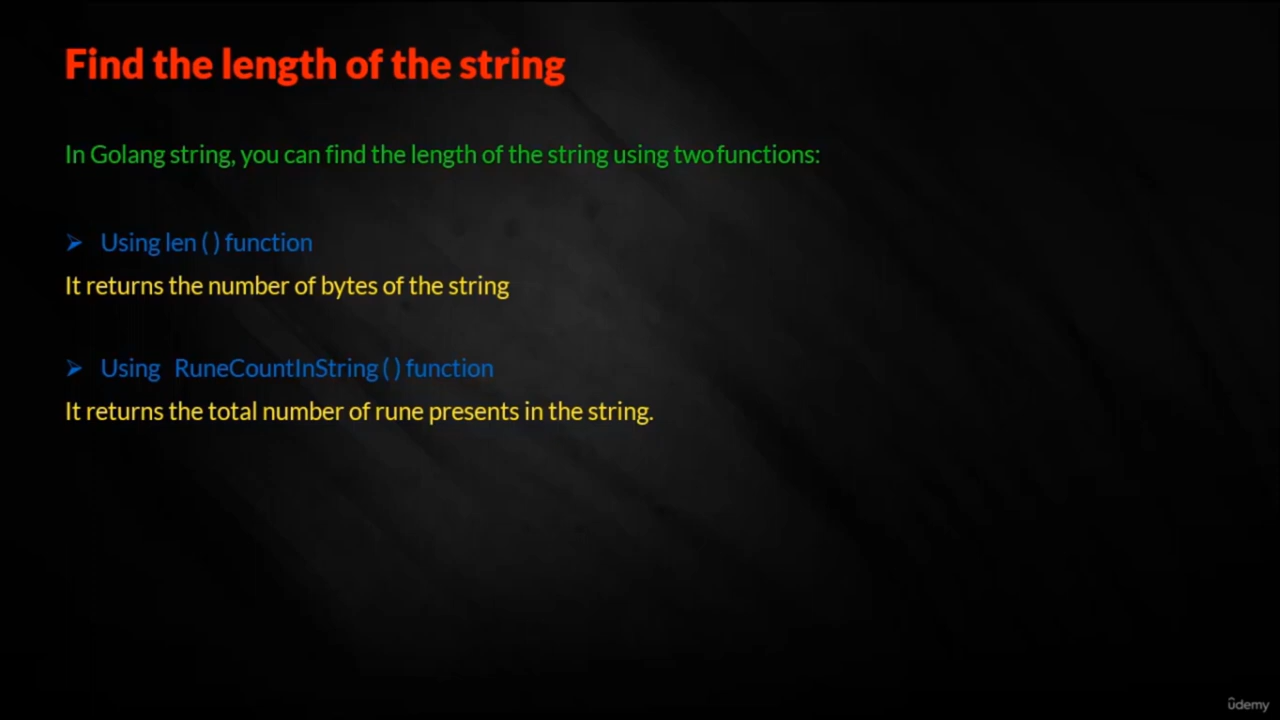 Find the length of the string
In Golang string, you can find the length of the string using two functions:
➢ Using len ( ) function
It returns the number of bytes of the string
➢ Using RuneCountInString ( ) function
It returns the total number of rune presents in the string.
ûdemy